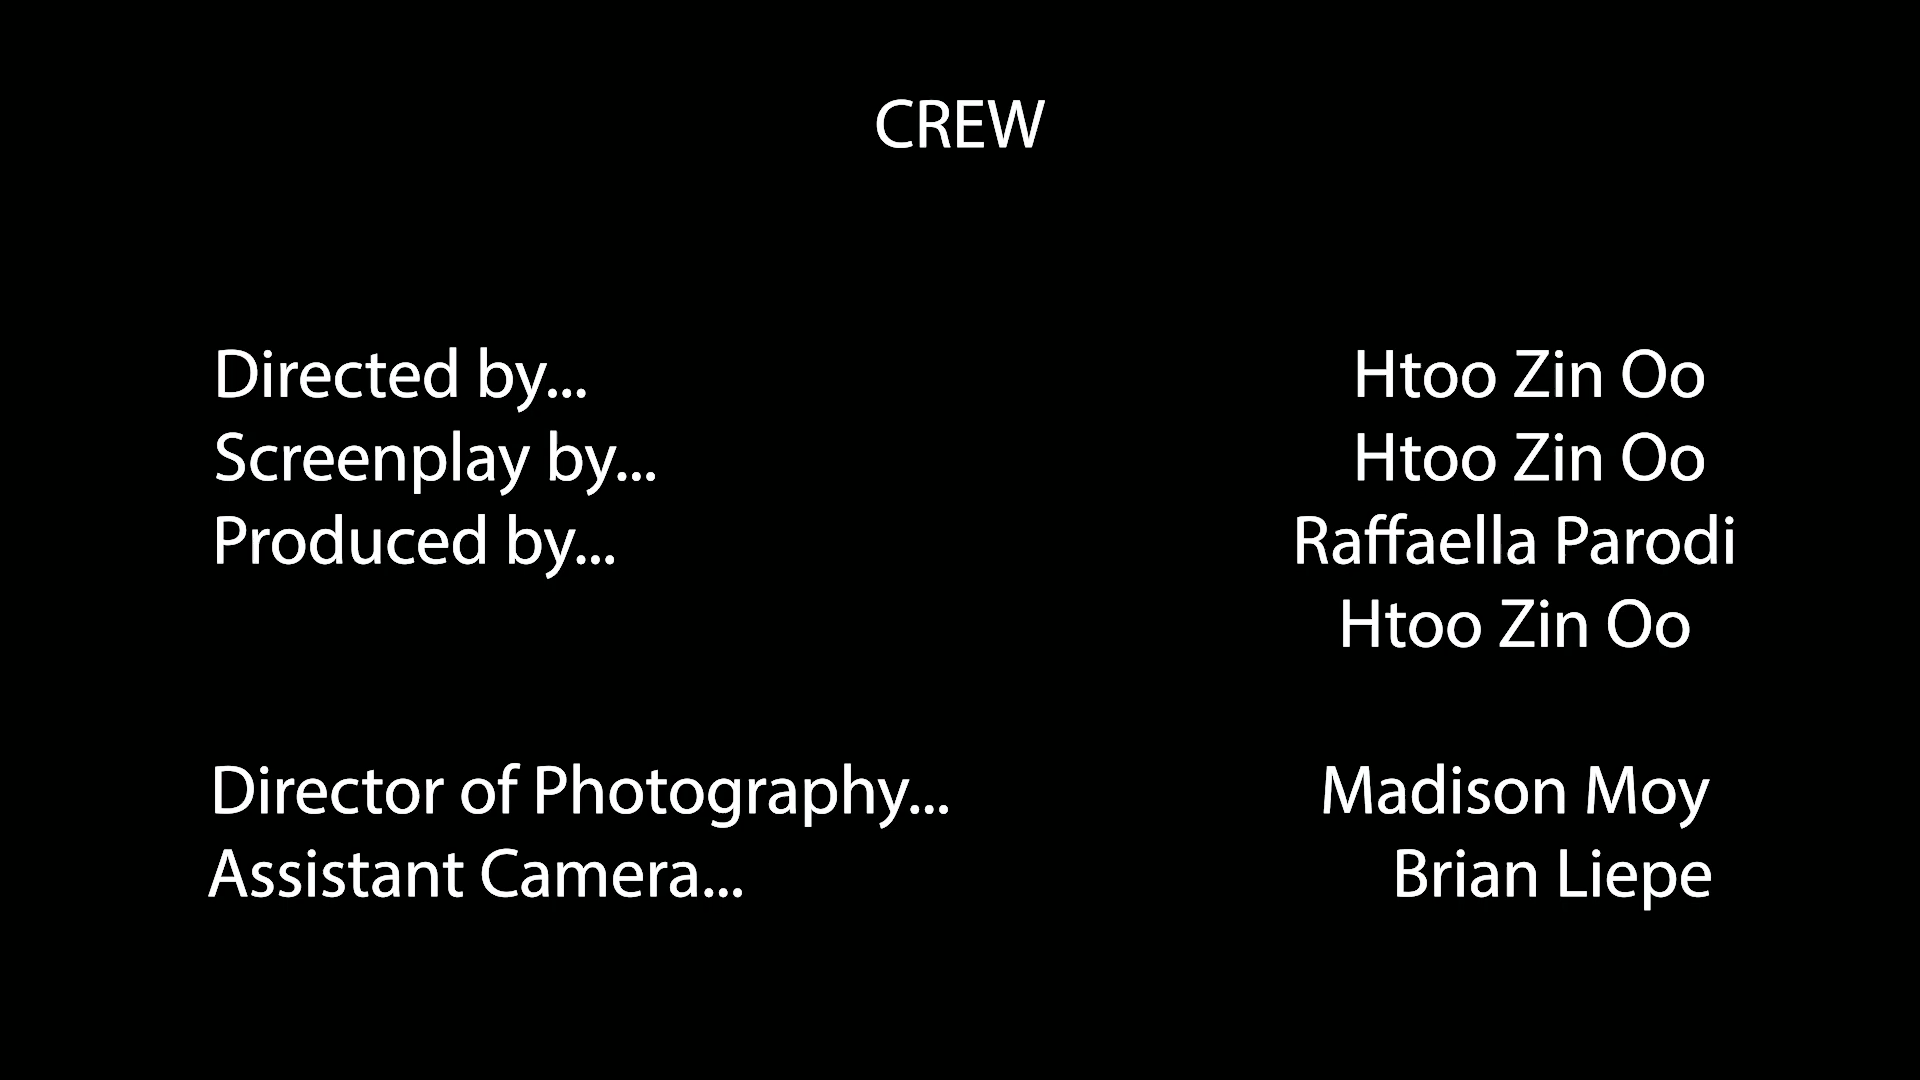 CREW
Directed by... Htoo Zin Oo
Screenplay by... Htoo Zin Oo
Produced by... Raffaella Parodi
Htoo Zin Oo
Director of Photography... Madison Moy
Assistant Camera... Brian Liepe